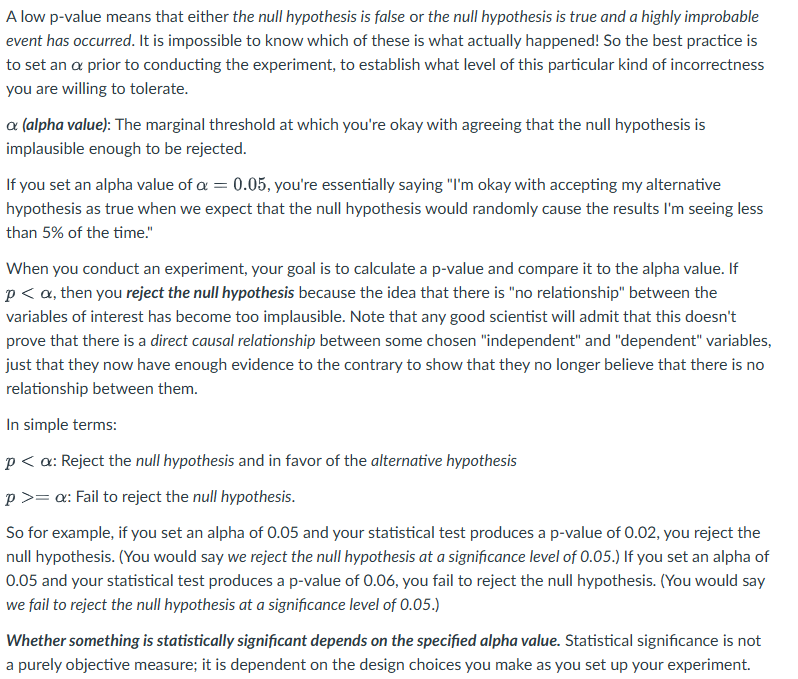 A low p-value means that either the null hypothesis is false or the null hypothesis is true and a highly improbable
event has occurred. It is impossible to know which of these is what actually happened! So the best practice is
to set an α prior to conducting the experiment, to establish what level of this particular kind of incorrectness
you are willing to tolerate.
α (alpha value): The marginal threshold at which you're okay with agreeing that the null hypothesis is
implausible enough to be rejected.
If you set an alpha value of α = 0.05, you're essentially saying "I'm okay with accepting my alternative
hypothesis as true when we expect that the null hypothesis would randomly cause the results I'm seeing less
than 5% of the time."
When you conduct an experiment, your goal is to calculate a p-value and compare it to the alpha value. If
p < α, then you reject the null hypothesis because the idea that there is "no relationship" between the
variables of interest has become too implausible. Note that any good scientist will admit that this doesn't
prove that there is a direct causal relationship between some chosen "independent" and "dependent" variables,
just that they now have enough evidence to the contrary to show that they no longer believe that there is no
relationship between them.
In simple terms:
p < α: Reject the null hypothesis and in favor of the alternative hypothesis
p >= α: Fail to reject the null hypothesis.
So for example, if you set an alpha of 0.05 and your statistical test produces a p-value of 0.02, you reject the
null hypothesis. (You would say we reject the null hypothesis at a significance level of 0.05.) If you set an alpha of
0.05 and your statistical test produces a p-value of 0.06, you fail to reject the null hypothesis. (You would say
we fail to reject the null hypothesis at a significance level of 0.05.)
Whether something is statistically significant depends on the specified alpha value. Statistical significance is not
a purely objective measure; it is dependent on the design choices you make as you set up your experiment.